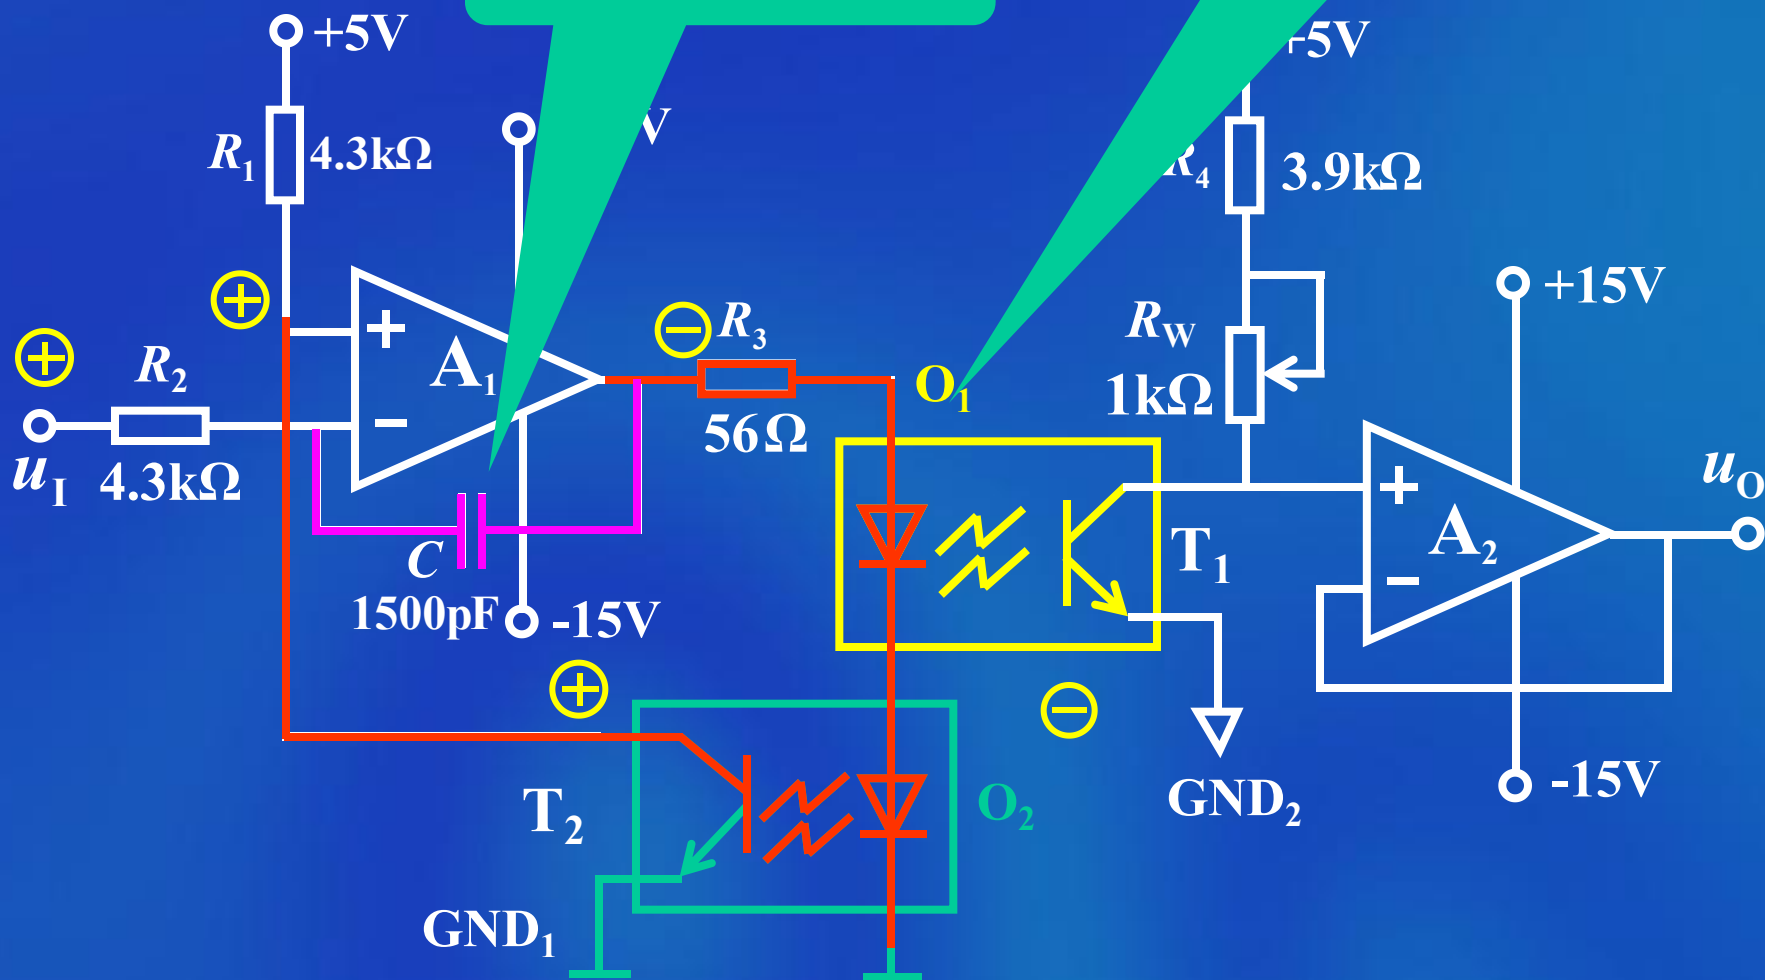 +5V
+5V
R1
4.3kΩ
V
R4
3.9kΩ
+
+
R2
+
A1
−
−
R3
56Ω
O1
RW
1kΩ
+15V
uI
4.3kΩ
C
1500pF
-15V
T1
+
A2
−
uO
+
−
T2
O2
GND2
-15V
GND1